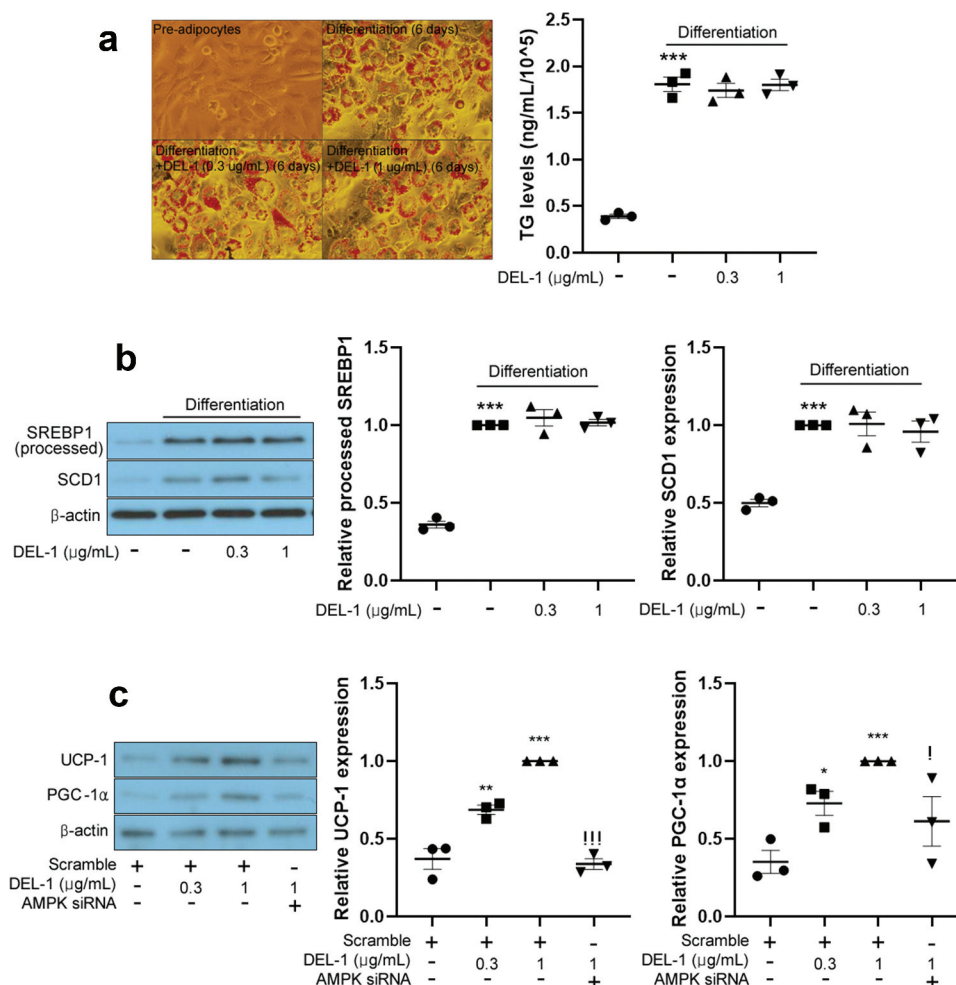 a
Pre-adipocytes
Differentiation (6 days)
Differentiation
+DEL-1 (0.3 ug/mL) (6 days)
Differentiation
+DEL-1 (1 ug/mL) (6 days)
TG levels (ng/mL/10^5)
2.5
2.0
1.5
1.0
0.5
0.0
Differentiation
***
DEL-1 (μg/mL) - - 0.3 1
b
Differentiation
SREBP1
(processed)
SCD1
β-actin
DEL-1 (μg/mL) - - 0.3 1
Relative processed SREBP1
1.5
1.0
0.5
0.0
Differentiation
***
DEL-1 (μg/mL) - - 0.3 1
Relative SCD1 expression
1.5
1.0
0.5
0.0
Differentiation
***
DEL-1 (μg/mL) - - 0.3 1
c
UCP-1
PGC-1α
β-actin
Scramble + + + -
DEL-1 (μg/mL) - 0.3 1 1
AMPK siRNA - - - +
Relative UCP-1 expression
1.5
1.0
0.5
0.0
**
***
!!!
Scramble + + + -
DEL-1 (μg/mL) - 0.3 1 1
AMPK siRNA - - - +
Relative PGC-1α expression
1.5
1.0
0.5
0.0
*
***
!
Scramble + + + -
DEL-1 (μg/mL) - 0.3 1 1
AMPK siRNA - - - +